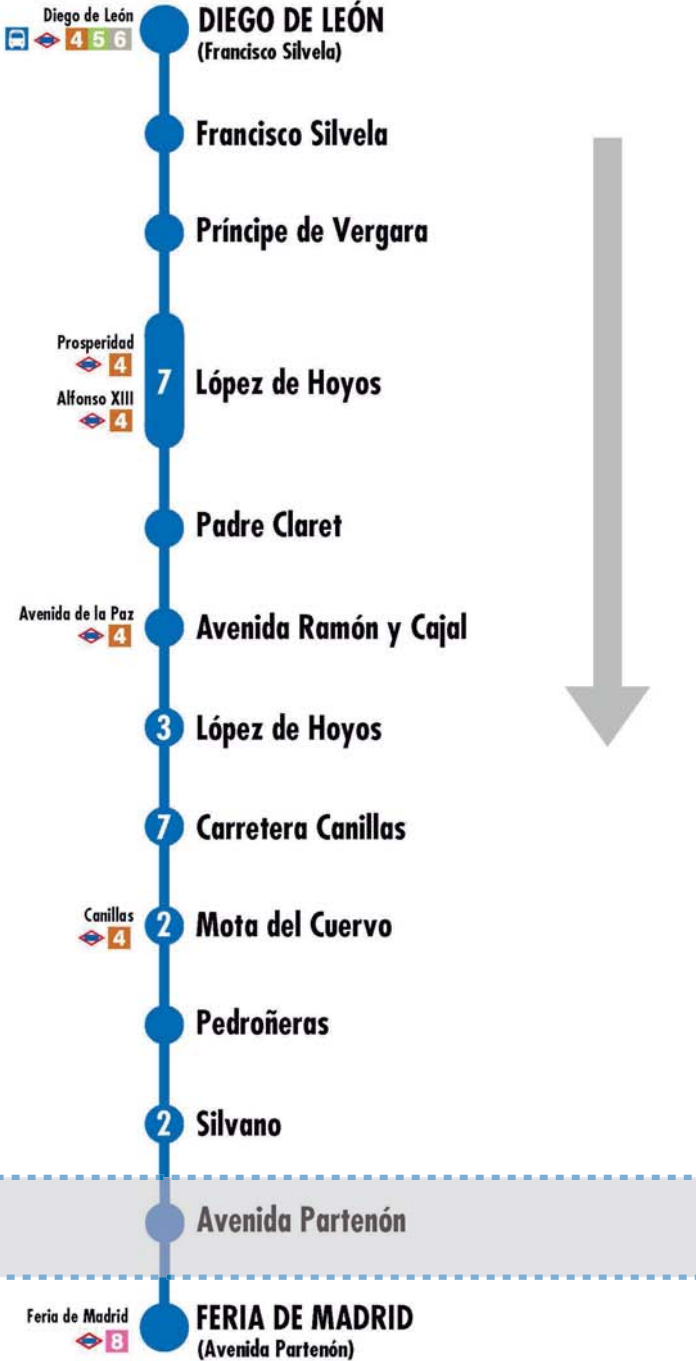 Diego de León
4 5 6
DIEGO DE LEÓN
(Francisco Silvela)
Francisco Silvela
Príncipe de Vergara
Prosperidad
4
Alfonso XIII
4
7
López de Hoyos
Padre Claret
Avenida de la Paz
4
Avenida Ramón y Cajal
3
López de Hoyos
7
Carretera Canillas
Canillas
4
2
Mota del Cuervo
Pedroñeras
2
Silvano
Avenida Partenón
Feria de Madrid
8
FERIA DE MADRID
(Avenida Partenón)